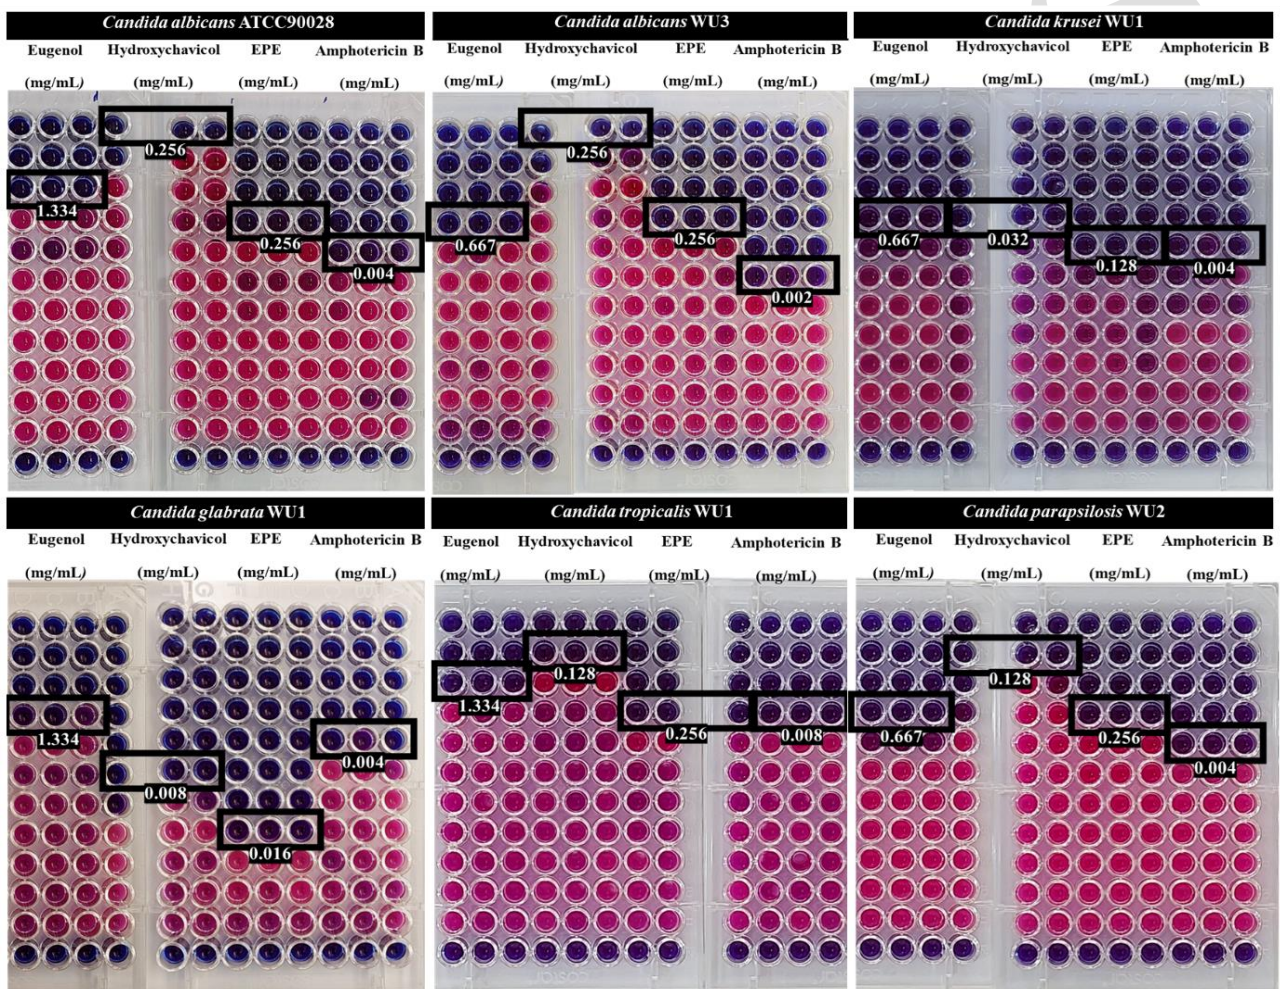 Candida albicans ATCC90028
Eugenol Hydroxychavicol EPE Amphotericin B
(mg/mL) (mg/mL) (mg/mL)
0.256
1.334
0.256
0.004
Candida albicans WU3
Eugenol Hydroxychavicol EPE Amphotericin B
(mg/mL) (mg/mL) (mg/mL)
0.256
0.667
0.256
0.002
Candida krusei WU1
Eugenol Hydroxychavicol EPE Amphotericin B
(mg/mL) (mg/mL) (mg/mL)
0.667
0.032
0.128
0.004
Candida glabrata WU1
Eugenol Hydroxychavicol EPE Amphotericin B
(mg/mL) (mg/mL) (mg/mL) (mg/mL)
1.334
0.008
0.016
0.004
Candida tropicalis WU1
Eugenol Hydroxychavicol EPE Amphotericin B
(mg/mL) (mg/mL) (mg/mL) (mg/mL)
0.128
1.334
0.256
0.008
Candida parapsilosis WU2
Eugenol Hydroxychavicol EPE Amphotericin B
(mg/mL) (mg/mL) (mg/mL) (mg/mL)
0.128
0.667
0.256
0.004